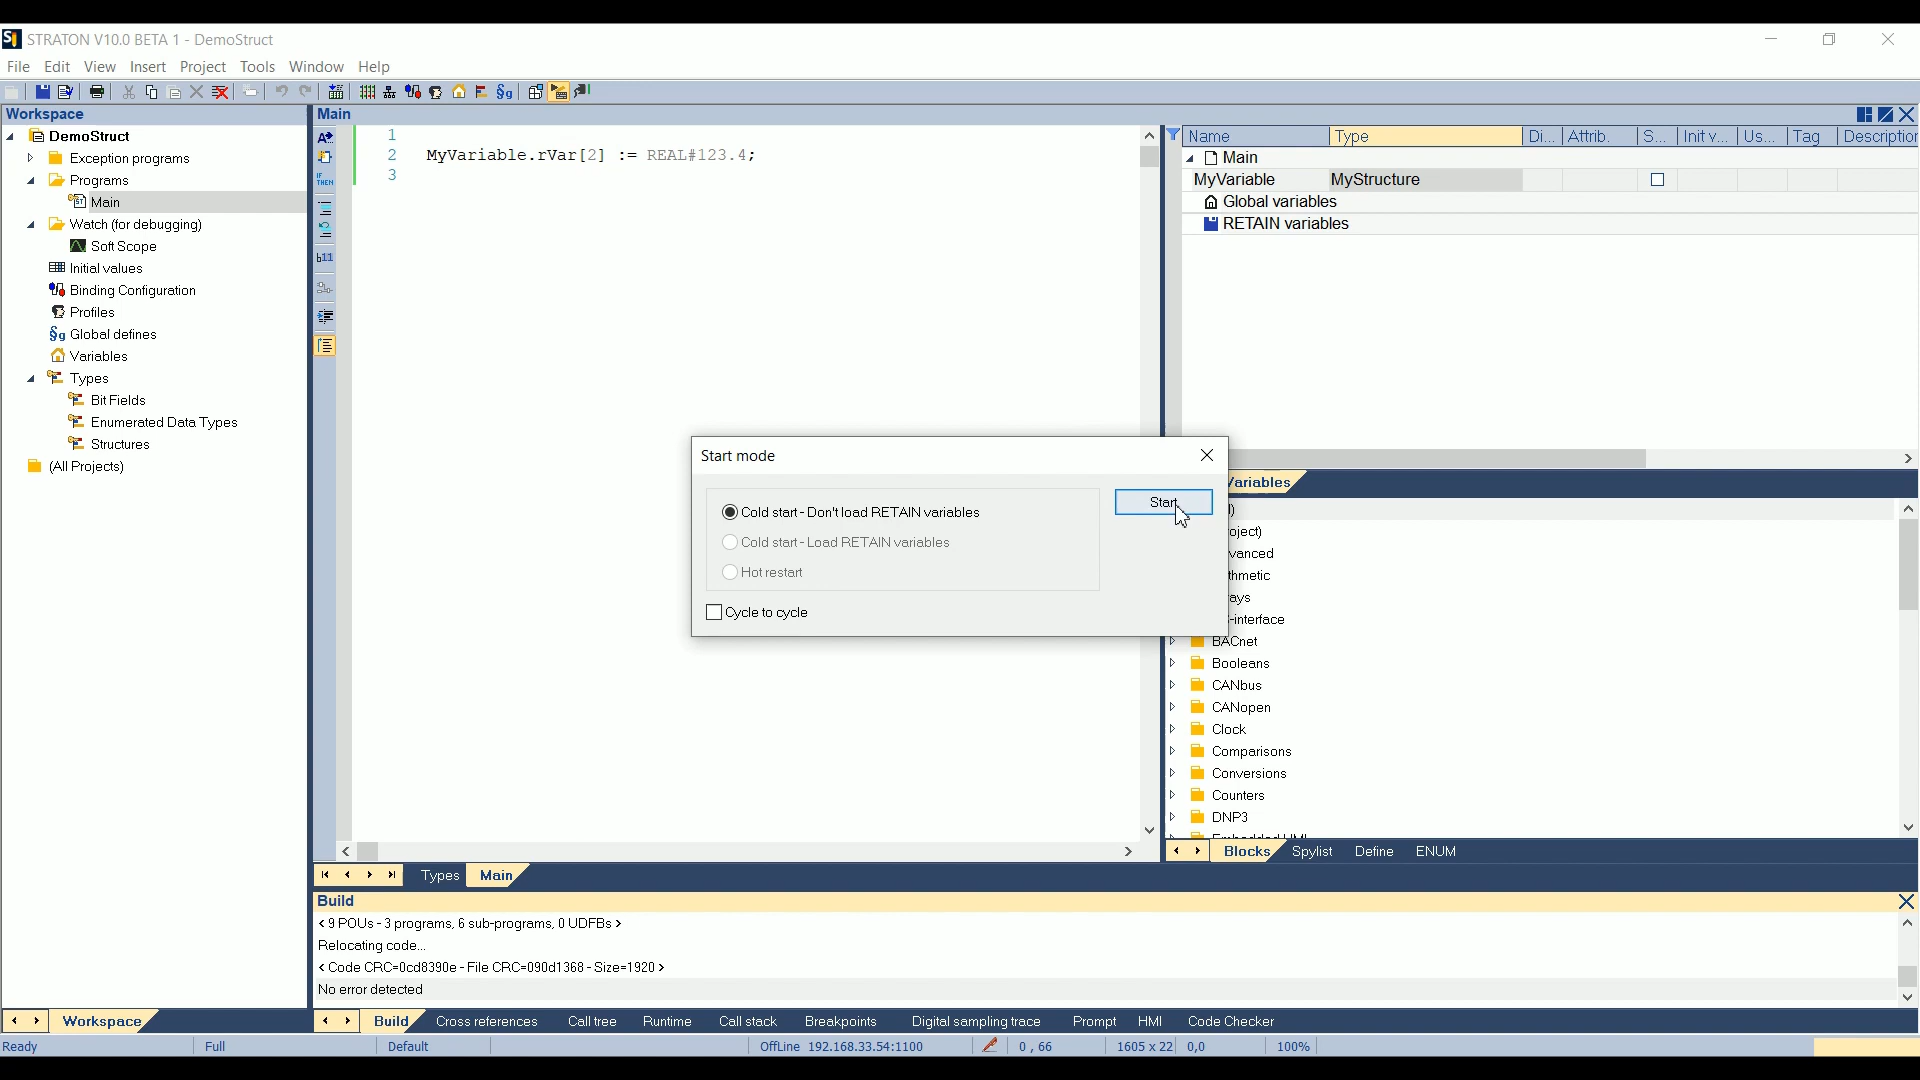 STRATON V10.0 BETA 1 - DemoStruct
File Edit View Insert Project Tools Window Help
Workspace
DemoStruct
Exception programs
Programs
Main
Watch (for debugging)
Soft Scope
Initial values
Binding Configuration
Profiles
Global defines
Variables
Types
Bit Fields
Enumerated Data Types
Structures
(All Projects)
Workspace
Main
1
2 MyVariable.rVar[2] := REAL#123.4;
3
Types Main
Name Type Di... Attrib. S... Init v... Us... Tag Description
Main
MyVariable MyStructure
Global variables
RETAIN variables
Start mode
Cold start - Don't load RETAIN variables
Cold start - Load RETAIN variables
Hot restart
Cycle to cycle
Start
ariables
oject)
vanced
hmetic
ays
-interface
BACnet
Booleans
CANbus
CANopen
Clock
Comparisons
Conversions
Counters
DNP3
Blocks Spylist Define ENUM
Build
< 9 POUs - 3 programs, 6 sub-programs, 0 UDFBs >
Relocating code...
< Code CRC=0cd8390e - File CRC=090d1368 - Size=1920 >
No error detected
Build Cross references Call tree Runtime Call stack Breakpoints Digital sampling trace Prompt HMI Code Checker
Ready Full Default OffLine 192.168.33.54:1100 0 , 66 1605 x 22 0,0 100%